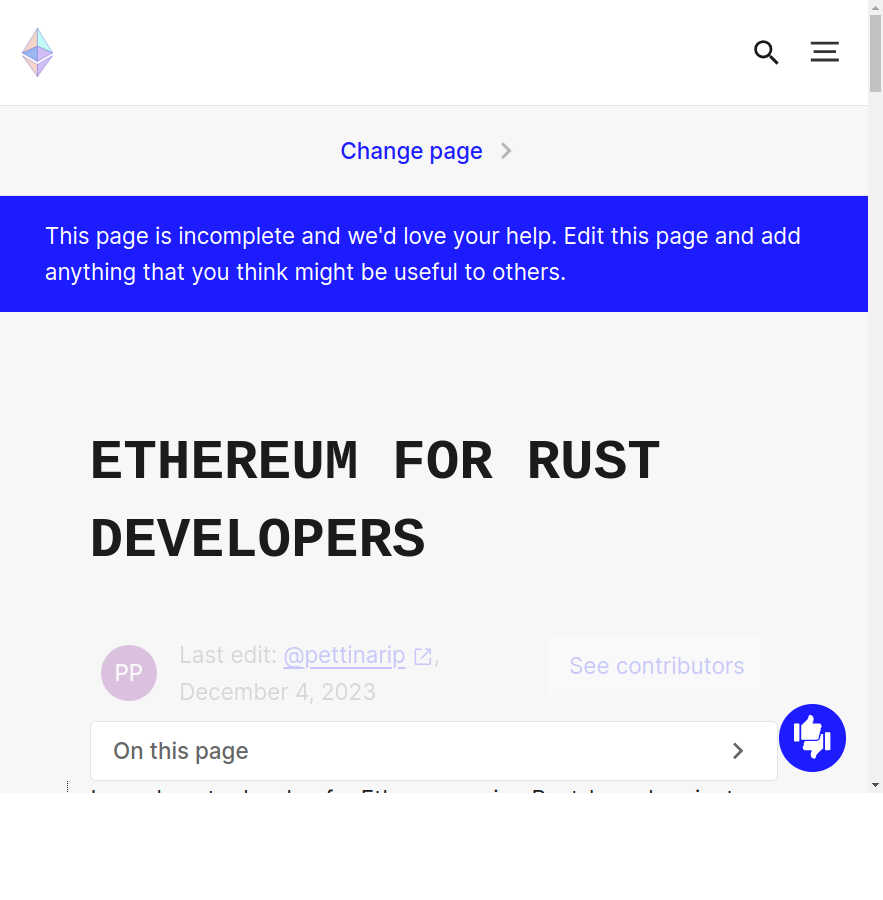 Change page
This page is incomplete and we'd love your help. Edit this page and add
anything that you think might be useful to others.
ETHEREUM FOR RUST
DEVELOPERS
PP
Last edit: @pettinarip,
December 4, 2023
See contributors
On this page